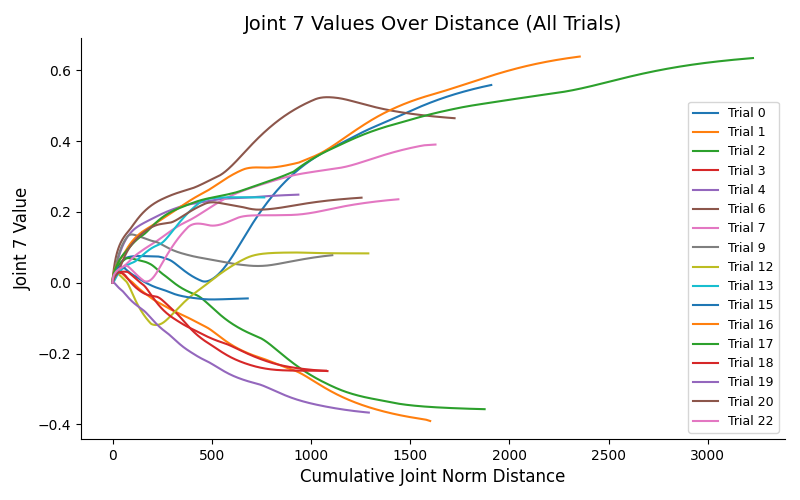 Joint 7 Values Over Distance (All Trials)
Joint 7 Value
0.6
0.4
0.2
0.0
−0.2
−0.4
0
500
1000
1500
2000
2500
3000
Cumulative Joint Norm Distance
Trial 0
Trial 1
Trial 2
Trial 3
Trial 4
Trial 6
Trial 7
Trial 9
Trial 12
Trial 13
Trial 15
Trial 16
Trial 17
Trial 18
Trial 19
Trial 20
Trial 22